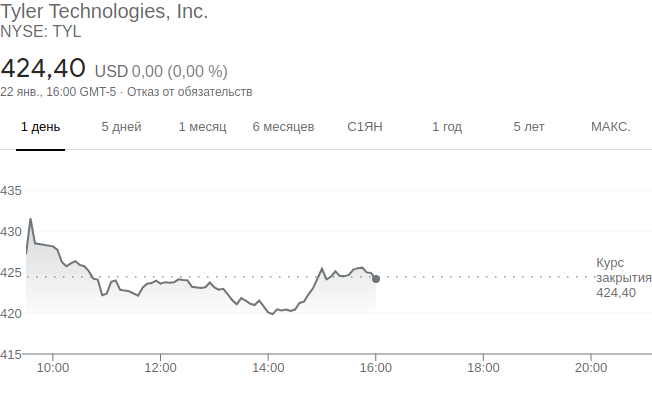 Tyler Technologies, Inc.
NYSE: TYL
424,40 USD 0,00 (0,00 %)
22 янв., 16:00 GMT-5 · Отказ от обязательств
1 день 5 дней 1 месяц 6 месяцев С1ЯН 1 год 5 лет МАКС.
435
430
425
420
415
Курс
закрытия
424,40
10:00 12:00 14:00 16:00 18:00 20:00